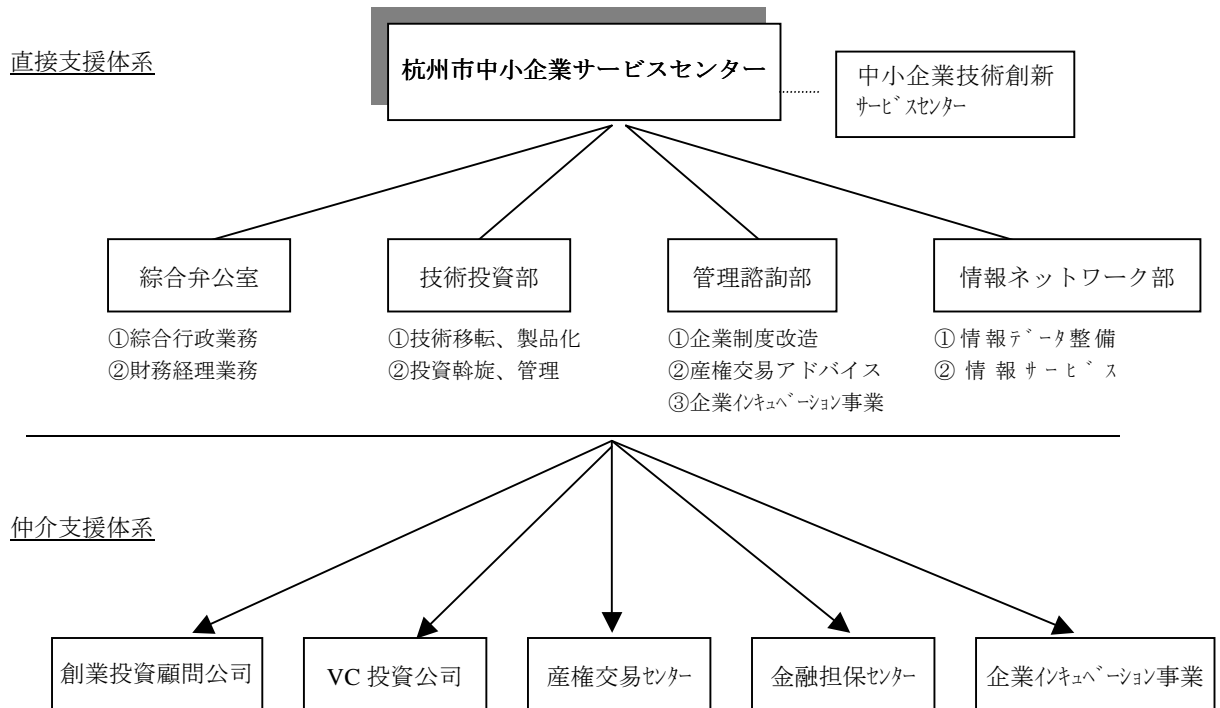 直接支援体系
杭州市中小企業サービスセンター
中小企業技術創新
ｻｰﾋﾞｽｾﾝﾀｰ
綜合弁公室
技術投資部
管理諮詢部
情報ネットワーク部
①綜合行政業務
②財務経理業務
①技術移転、製品化
②投資斡旋、管理
①企業制度改造
②産権交易アドバイス
③企業ｲﾝｷｭﾍﾞｰｼｮﾝ事業
①情報ﾃﾞｰﾀ整備
②情報ｻｰﾋﾞｽ
仲介支援体系
創業投資顧問公司
VC 投資公司
産権交易ｾﾝﾀｰ
金融担保ｾﾝﾀｰ
企業ｲﾝｷｭﾍﾞｰｼｮﾝ事業